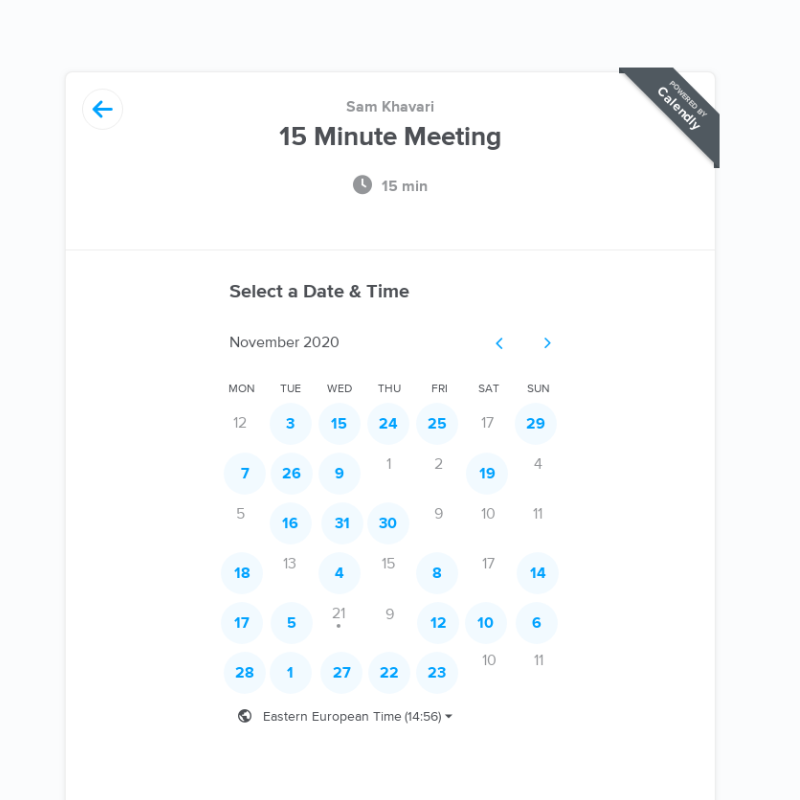 Sam Khavari
15 Minute Meeting
15 min
POWERED BY
Calendly
Select a Date & Time
November 2020
MON TUE WED THU FRI SAT SUN
12 3 15 24 25 17 29
7 26 9 1 2 19 4
5 16 31 30 9 10 11
18 13 4 15 8 17 14
17 5 21 9 12 10 6
28 1 27 22 23 10 11
Eastern European Time (14:56)